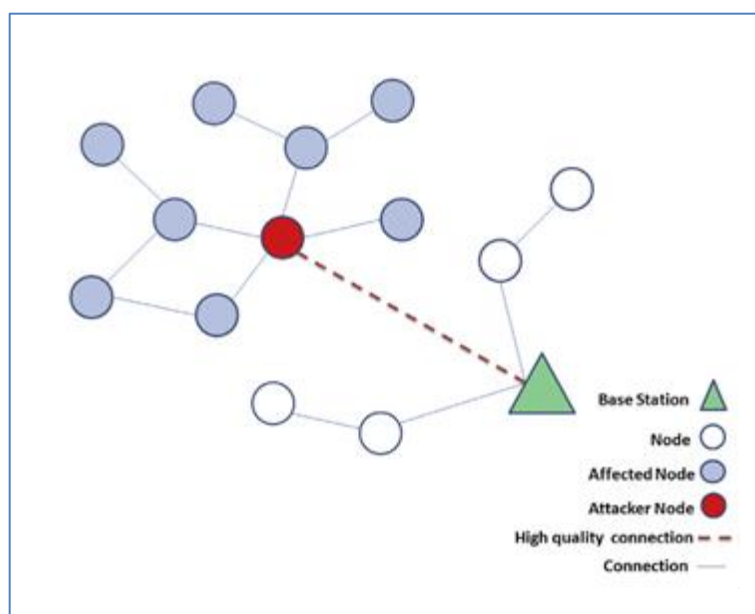 Base Station
Node
Affected Node
Attacker Node
High quality connection
Connection